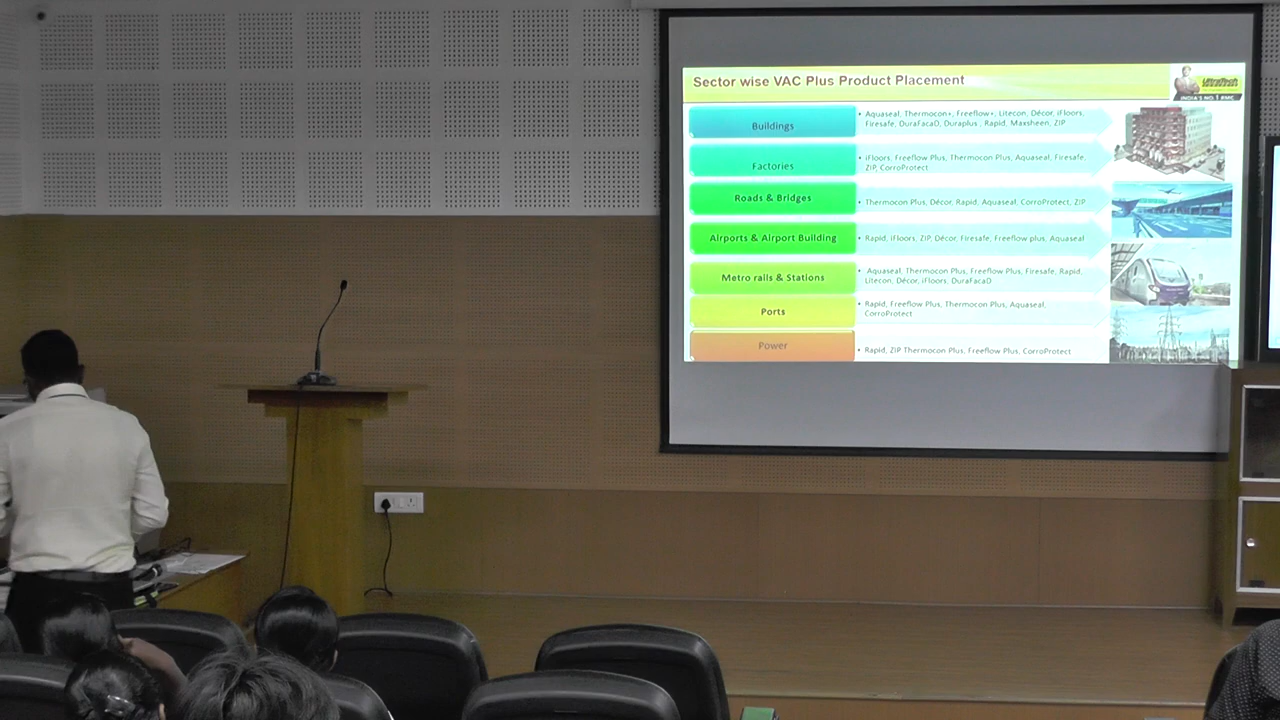 Sector wise VAC Plus Product Placement
UltraTech
INDIA'S NO.1 #MC
Buildings
• Aquaseal, Thermocon+, Freeflow+, Litecon, Décor, iFloors,
Firesafe, DuraFacaD, Duraplus , Rapid, Maxsheen, ZIP
Factories
• iFloors, Freeflow Plus, Thermocon Plus, Aquaseal, Firesafe,
ZIP, CorroProtect
Roads & Bridges
• Thermocon Plus, Décor, Rapid, Aquaseal, CorroProtect, ZIP
Airports & Airport Building
• Rapid, iFloors, ZIP, Décor, Firesafe, Freeflow plus, Aquaseal
Metro rails & Stations
• Aquaseal, Thermocon Plus, Freeflow Plus, Firesafe, Rapid,
Litecon, Décor, iFloors, DuraFacaD
Ports
• Rapid, Freeflow Plus, Thermocon Plus, Aquaseal,
CorroProtect
Power
• Rapid, ZIP Thermocon Plus, Freeflow Plus, CorroProtect